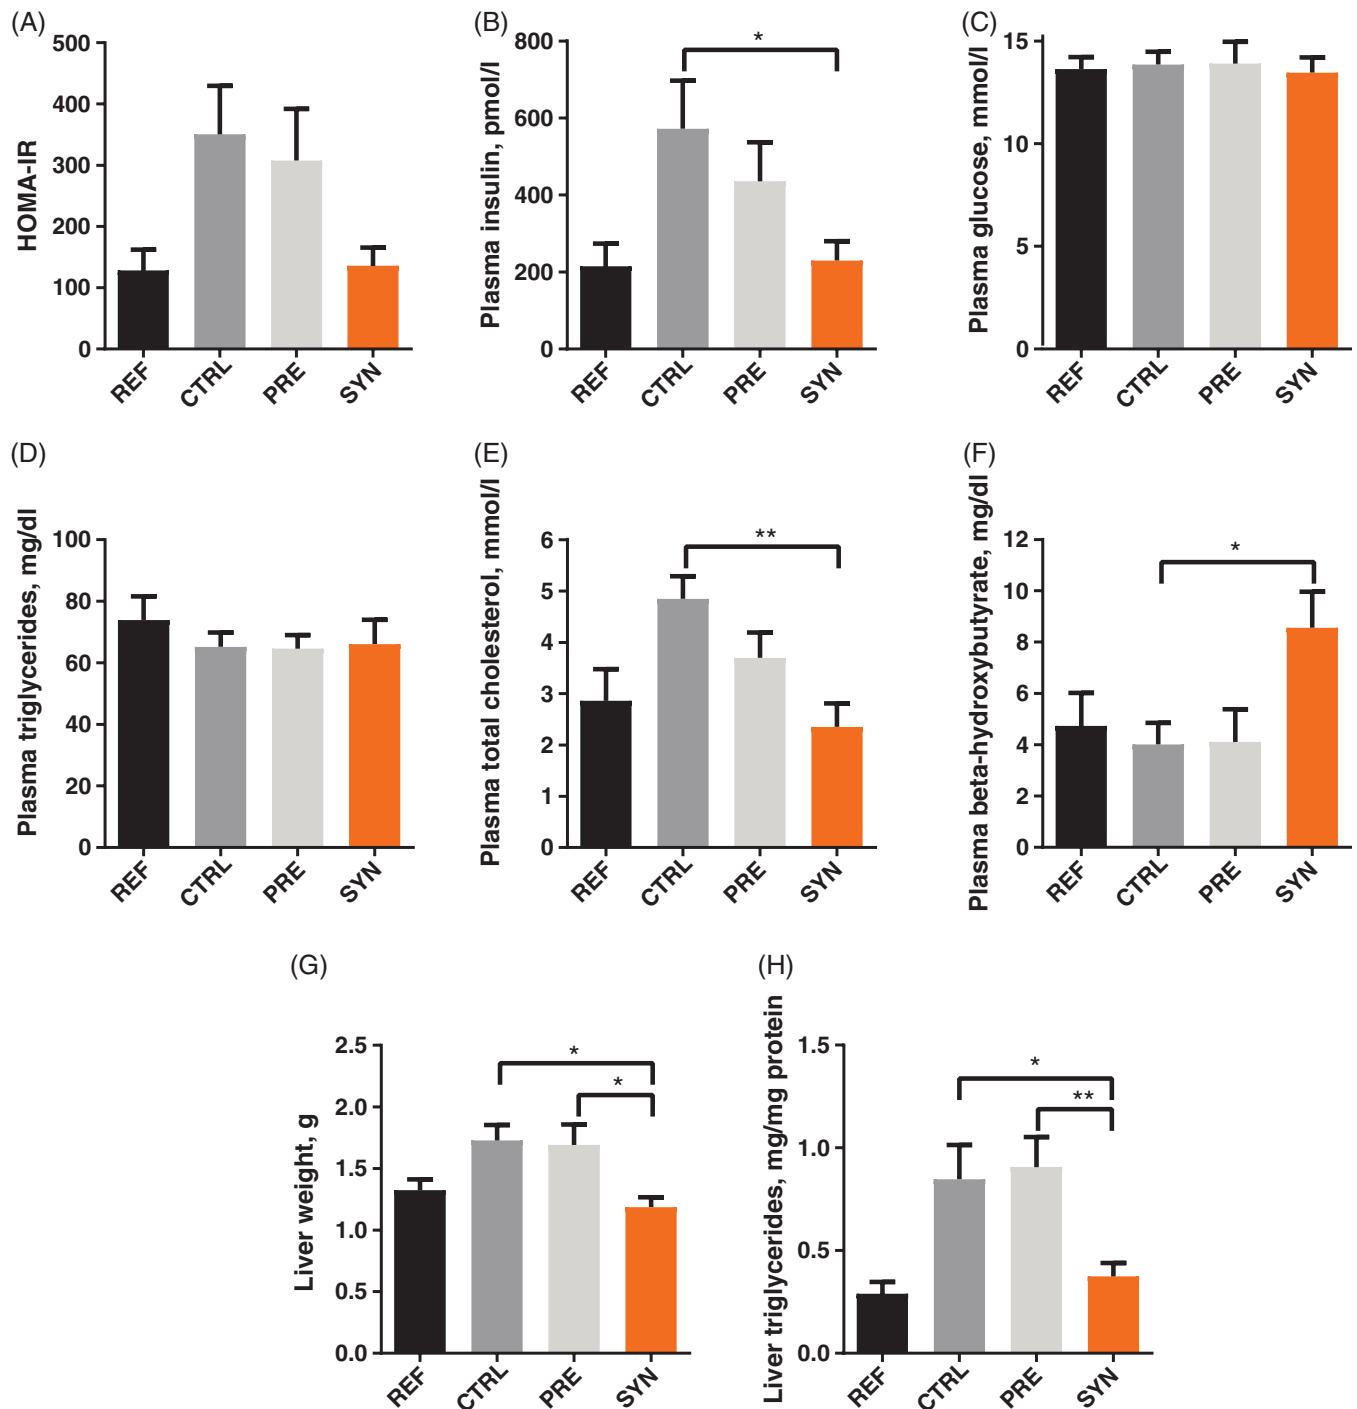 (A)
HOMA-IR
500
400
300
200
100
0
REF
CTRL
PRE
SYN
(B)
Plasma insulin, pmol/l
800
600
400
200
0
*
REF
CTRL
PRE
SYN
(C)
Plasma glucose, mmol/l
15
10
5
0
REF
CTRL
PRE
SYN
(D)
Plasma triglycerides, mg/dl
100
80
60
40
20
0
REF
CTRL
PRE
SYN
(E)
Plasma total cholesterol, mmol/l
6
5
4
3
2
1
0
**
REF
CTRL
PRE
SYN
(F)
Plasma beta-hydroxybutyrate, mg/dl
12
10
8
6
4
2
0
*
REF
CTRL
PRE
SYN
(G)
Liver weight, g
2.5
2.0
1.5
1.0
0.5
0.0
*
*
REF
CTRL
PRE
SYN
(H)
Liver triglycerides, mg/mg protein
1.5
1.0
0.5
0.0
*
**
REF
CTRL
PRE
SYN